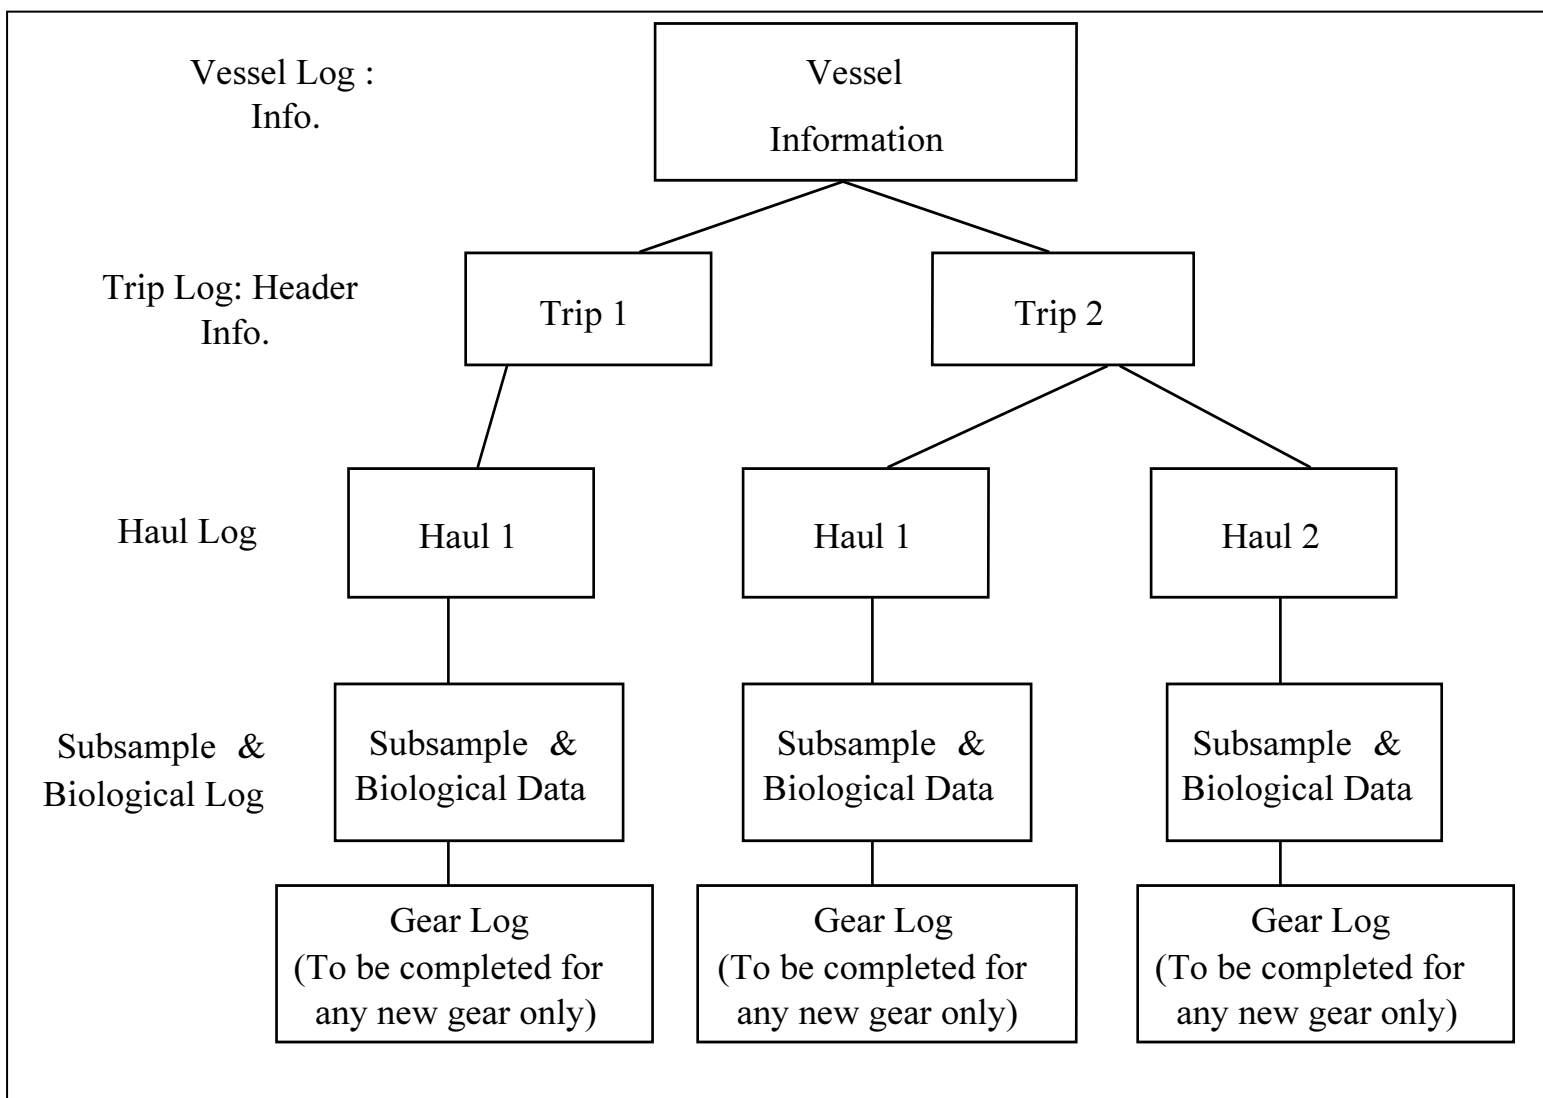 Vessel Log :
Info.
Vessel
Information
Trip Log: Header
Info.
Trip 1
Trip 2
Haul Log
Haul 1
Haul 1
Haul 2
Subsample &
Biological Log
Subsample &
Biological Data
Subsample &
Biological Data
Subsample &
Biological Data
Gear Log
(To be completed for
any new gear only)
Gear Log
(To be completed for
any new gear only)
Gear Log
(To be completed for
any new gear only)